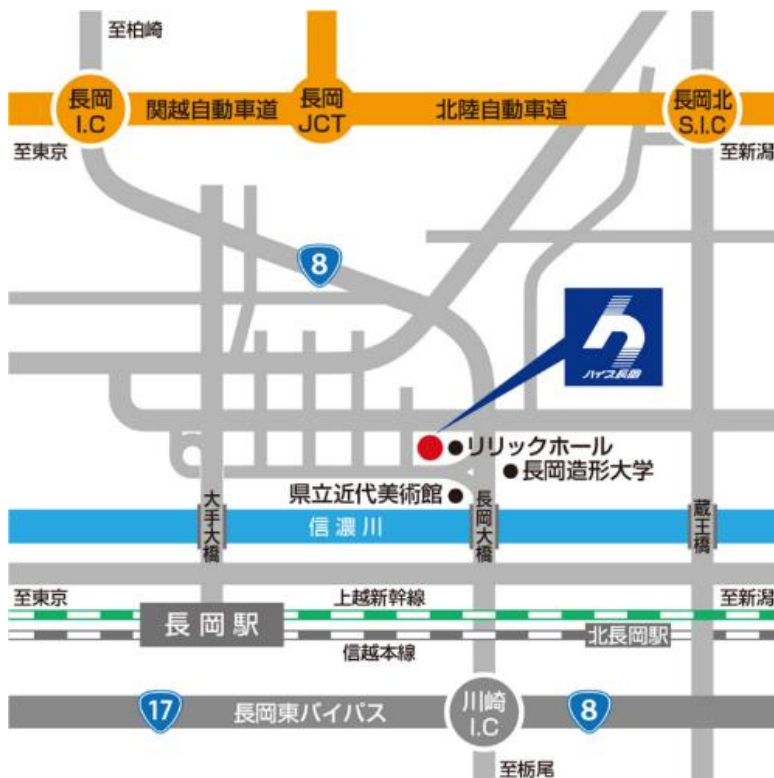 至柏崎
長岡
I.C
関越自動車道
長岡
JCT
北陸自動車道
長岡北
S.I.C
至東京
至新潟
8
ハイブ長岡
リリックホール
長岡造形大学
県立近代美術館
大手大橋
信濃川
長岡大橋
蔵王橋
至東京
上越新幹線
至新潟
長岡駅
北長岡駅
信越本線
17
長岡東バイパス
川崎
I.C
8
至栃尾